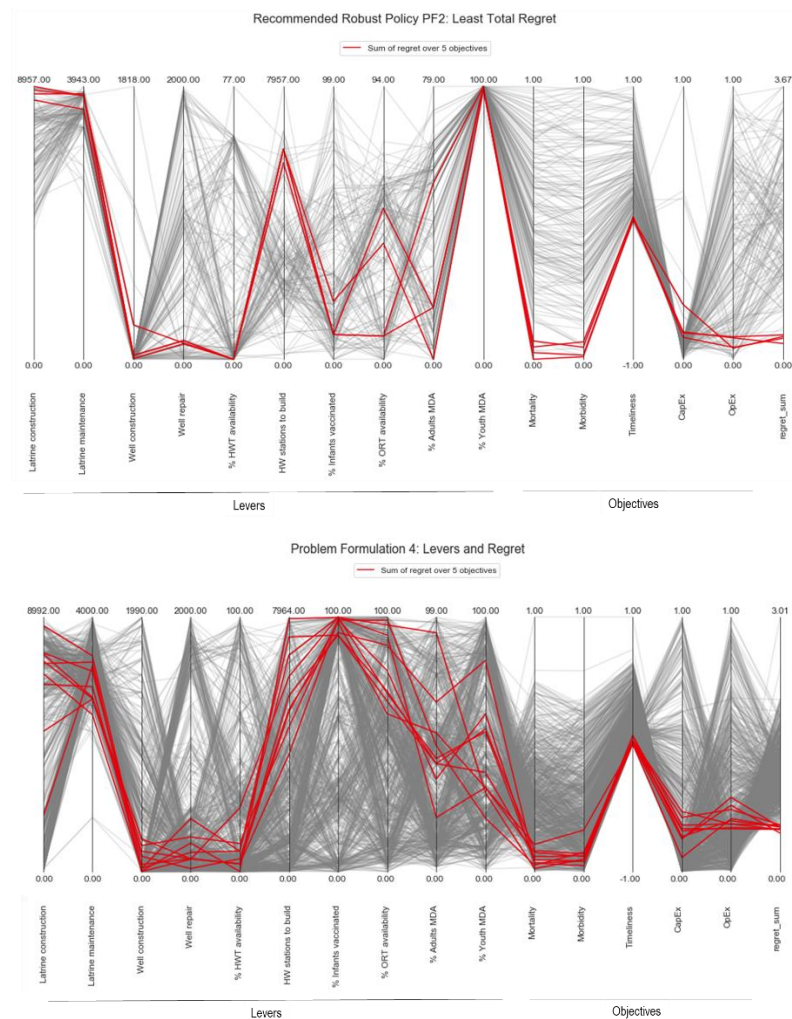 Recommended Robust Policy PF2: Least Total Regret
Sum of regret over 5 objectives
8957.00 3943.00 1818.00 2000.00 77.00 7957.00 99.00 94.00 79.00 100.00 1.00 1.00 1.00 1.00 1.00 3.67
0.00 0.00 0.00 0.00 0.00 0.00 0.00 0.00 0.00 0.00 0.00 0.00 -1.00 0.00 0.00 0.00
Latrine construction
Latrine maintenance
Well construction
Well repair
% HWT availability
HW stations to build
% Infants vaccinated
% ORT availability
% Adults MDA
% Youth MDA
Mortality
Morbidity
Timeliness
CapEx
OpEx
regret_sum
Levers
Objectives
Problem Formulation 4: Levers and Regret
Sum of regret over 5 objectives
8992.00 4000.00 1990.00 2000.00 100.00 7964.00 100.00 100.00 99.00 100.00 1.00 1.00 1.00 1.00 1.00 3.01
0.00 0.00 0.00 0.00 0.00 0.00 0.00 0.00 0.00 0.00 0.00 0.00 -1.00 0.00 0.00 0.00
Latrine construction
Latrine maintenance
Well construction
Well repair
% HWT availability
HW stations to build
% Infants vaccinated
% ORT availability
% Adults MDA
% Youth MDA
Mortality
Morbidity
Timeliness
CapEx
OpEx
regret_sum
Levers
Objectives